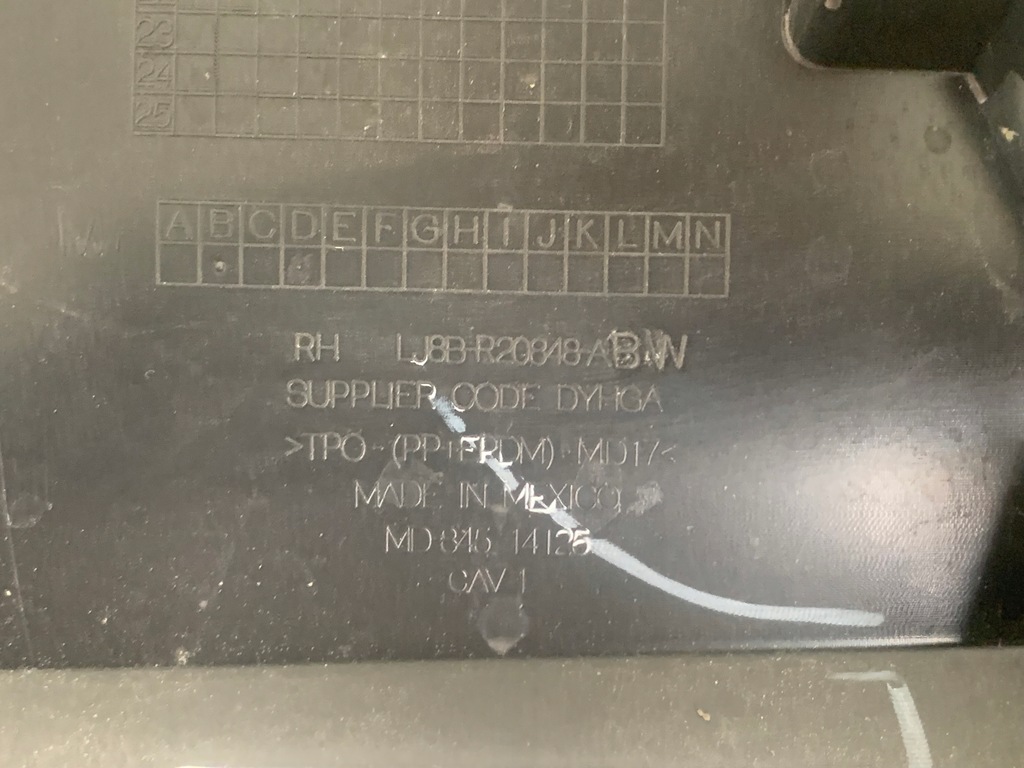 23
24
25
A B C D E F G H I J K L M N
RH LJ8B-R20848-ABW
SUPPLIER CODE DYHGA
>TPO-(PP+EPDM)-MD17<
MADE IN MEXICO
MD 846 14126
CAV 1